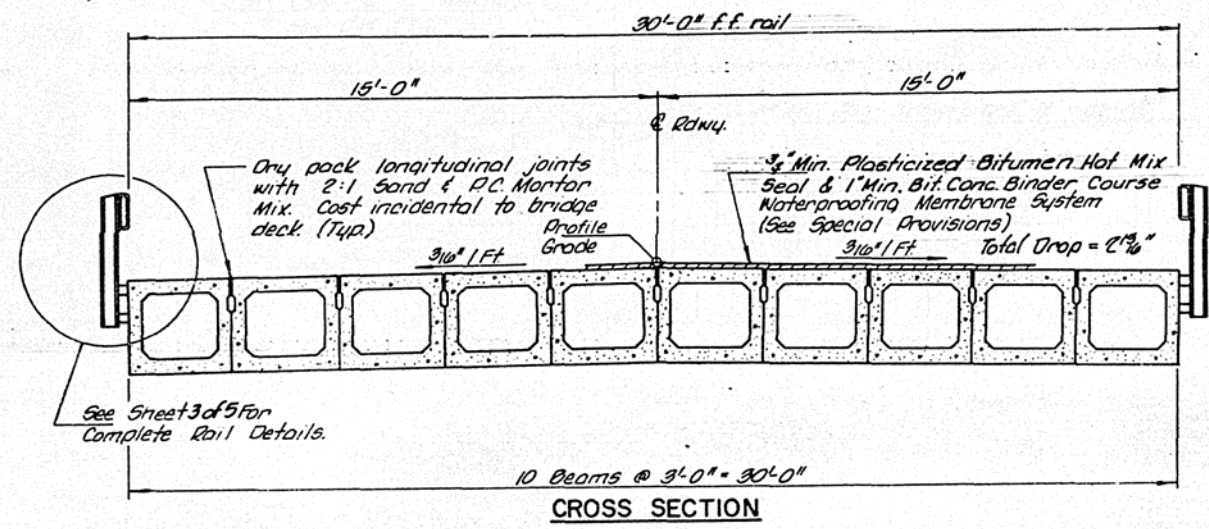 30'-0" f.f. rail
15'-0"
15'-0"
℄ Rdwy.
Dry pack longitudinal joints
with 2:1 Sand & P.C. Mortar
Mix. Cost incidental to bridge
deck. (Typ.)
3/4" Min. Plasticized Bitumen Hot Mix
Seal & 1" Min. Bit. Conc. Binder Course
Waterproofing Membrane System
(See Special Provisions)
Profile
Grade
3/16" / Ft
3/16" / Ft.
Total Drop = 2 13/16"
See Sheet 3 of 5 For
Complete Rail Details.
10 Beams @ 3'-0" = 30'-0"
CROSS SECTION